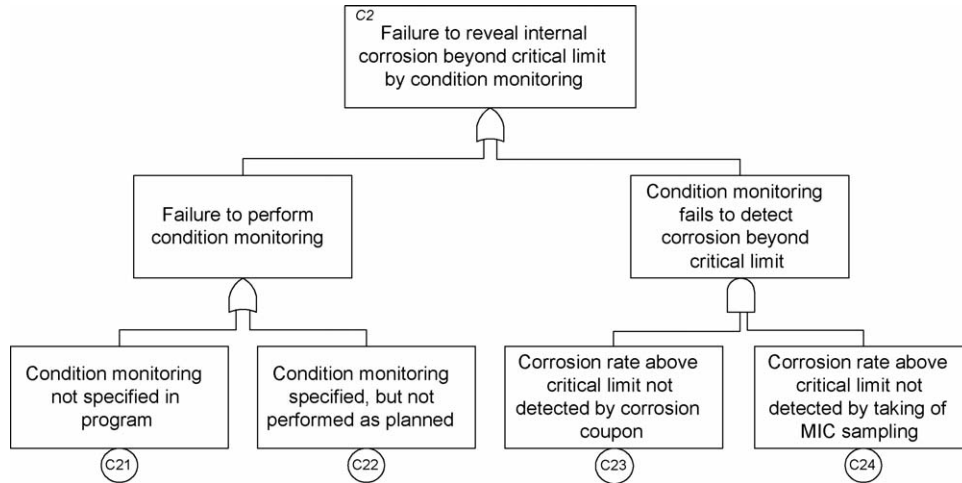 C2
Failure to reveal internal
corrosion beyond critical limit
by condition monitoring
Failure to perform
condition monitoring
Condition monitoring
fails to detect
corrosion beyond
critical limit
Condition monitoring
not specified in
program
Condition monitoring
specified, but not
performed as planned
Corrosion rate above
critical limit not
detected by corrosion
coupon
Corrosion rate above
critical limit not
detected by taking of
MIC sampling
C21
C22
C23
C24